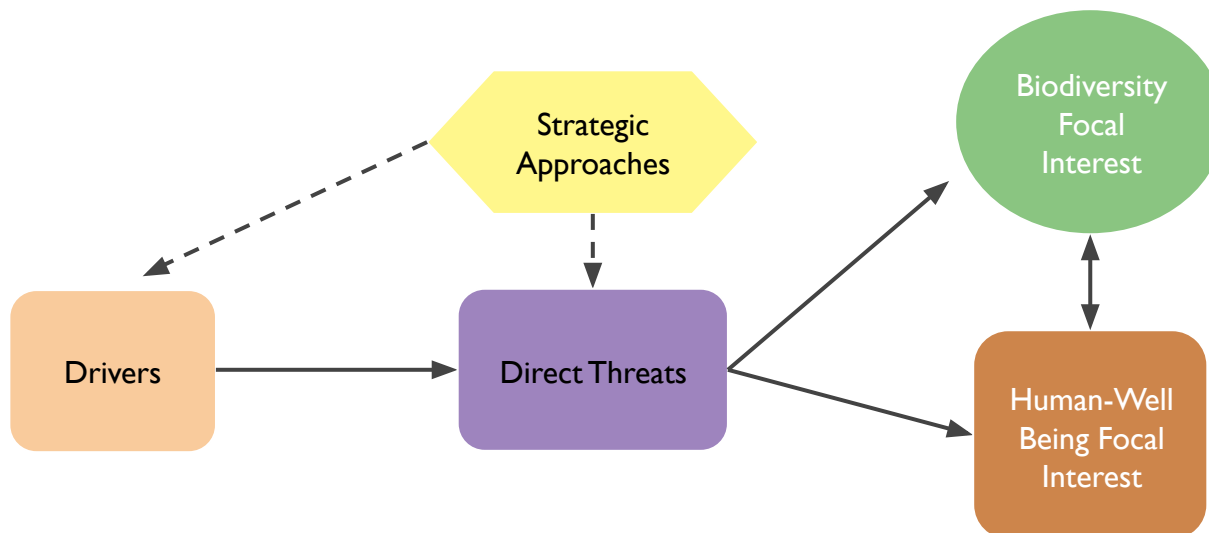 Strategic
Approaches
Biodiversity
Focal
Interest
Drivers
Direct Threats
Human-Well
Being Focal
Interest